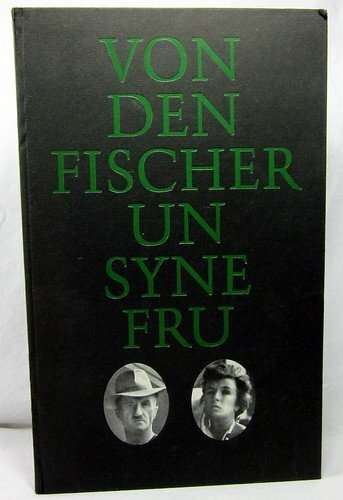 VON
DEN
FISCHER
UN
SYNE
FRU